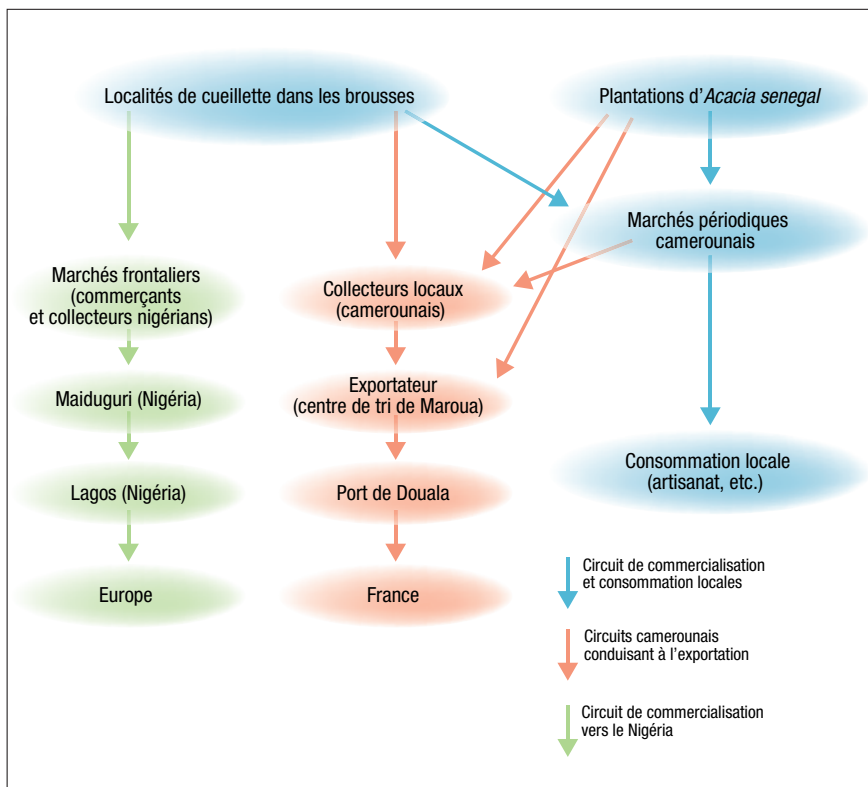 Localités de cueillette dans les brousses
Plantations d'Acacia senegal
Marchés périodiques
camerounais
Marchés frontaliers
(commerçants
et collecteurs nigérians)
Collecteurs locaux
(camerounais)
Maiduguri (Nigéria)
Exportateur
(centre de tri de Maroua)
Consommation locale
(artisanat, etc.)
Lagos (Nigéria)
Port de Douala
Europe
France
Circuit de commercialisation
et consommation locales
Circuits camerounais
conduisant à l'exportation
Circuit de commercialisation
vers le Nigéria